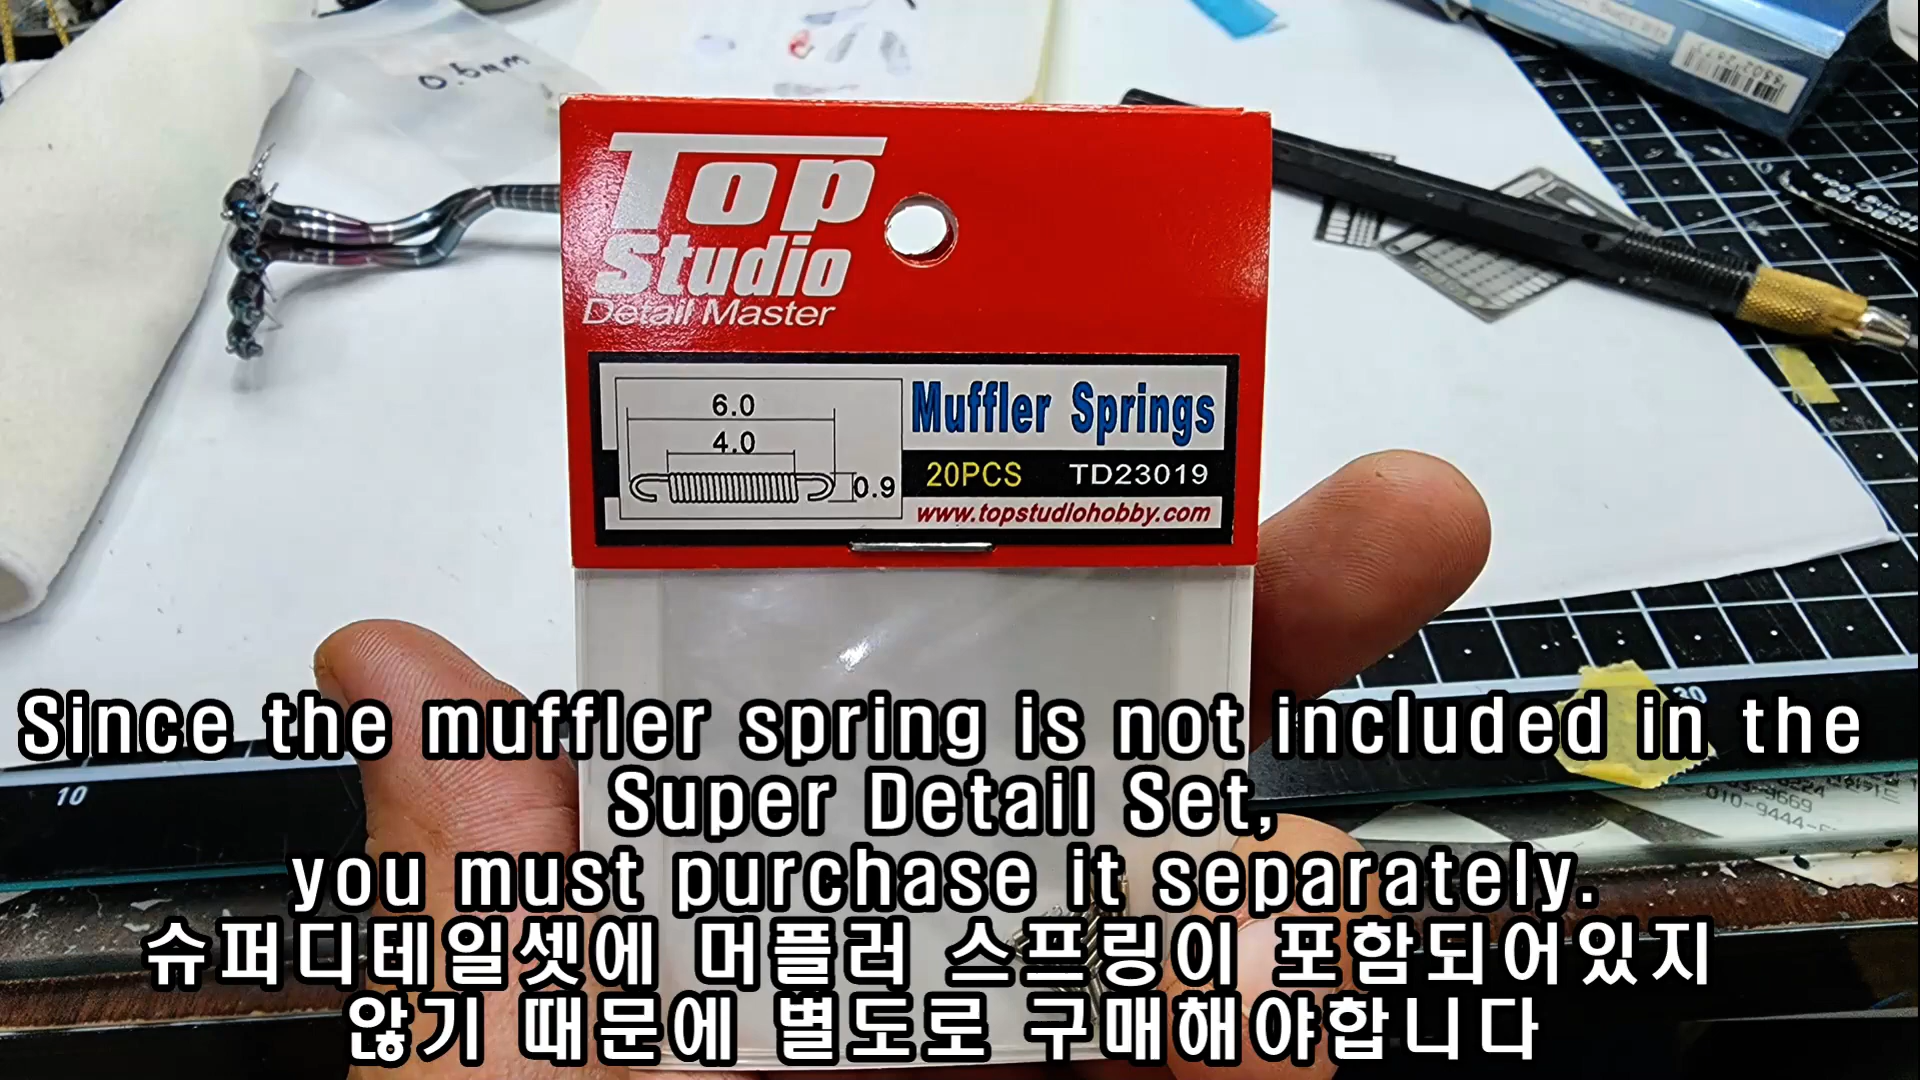 0.5mm
Top
Studio
Detail Master
6.0
4.0
0.9
Muffler Springs
20PCS TD23019
www.topstudiohobby.com
30
10
Since the muffler spring is not included in the
Super Detail Set,
you must purchase it separately.
슈퍼디테일셋에 머플러 스프링이 포함되어있지
않기 때문에 별도로 구매해야합니다